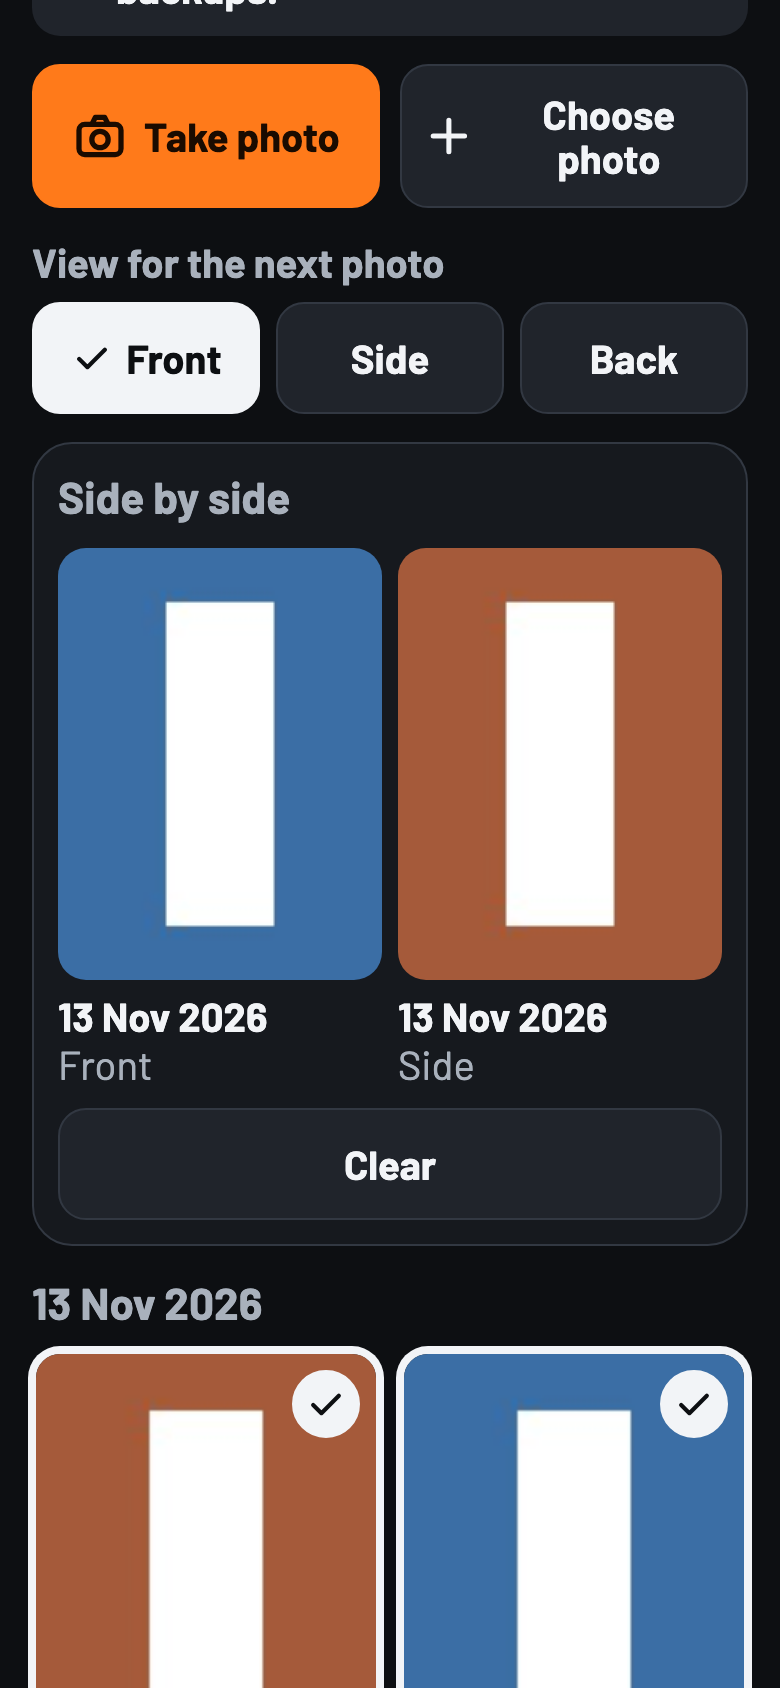 backups.
Take photo
Choose
photo
View for the next photo
Front
Side
Back
Side by side
13 Nov 2026
13 Nov 2026
Front
Side
Clear
13 Nov 2026